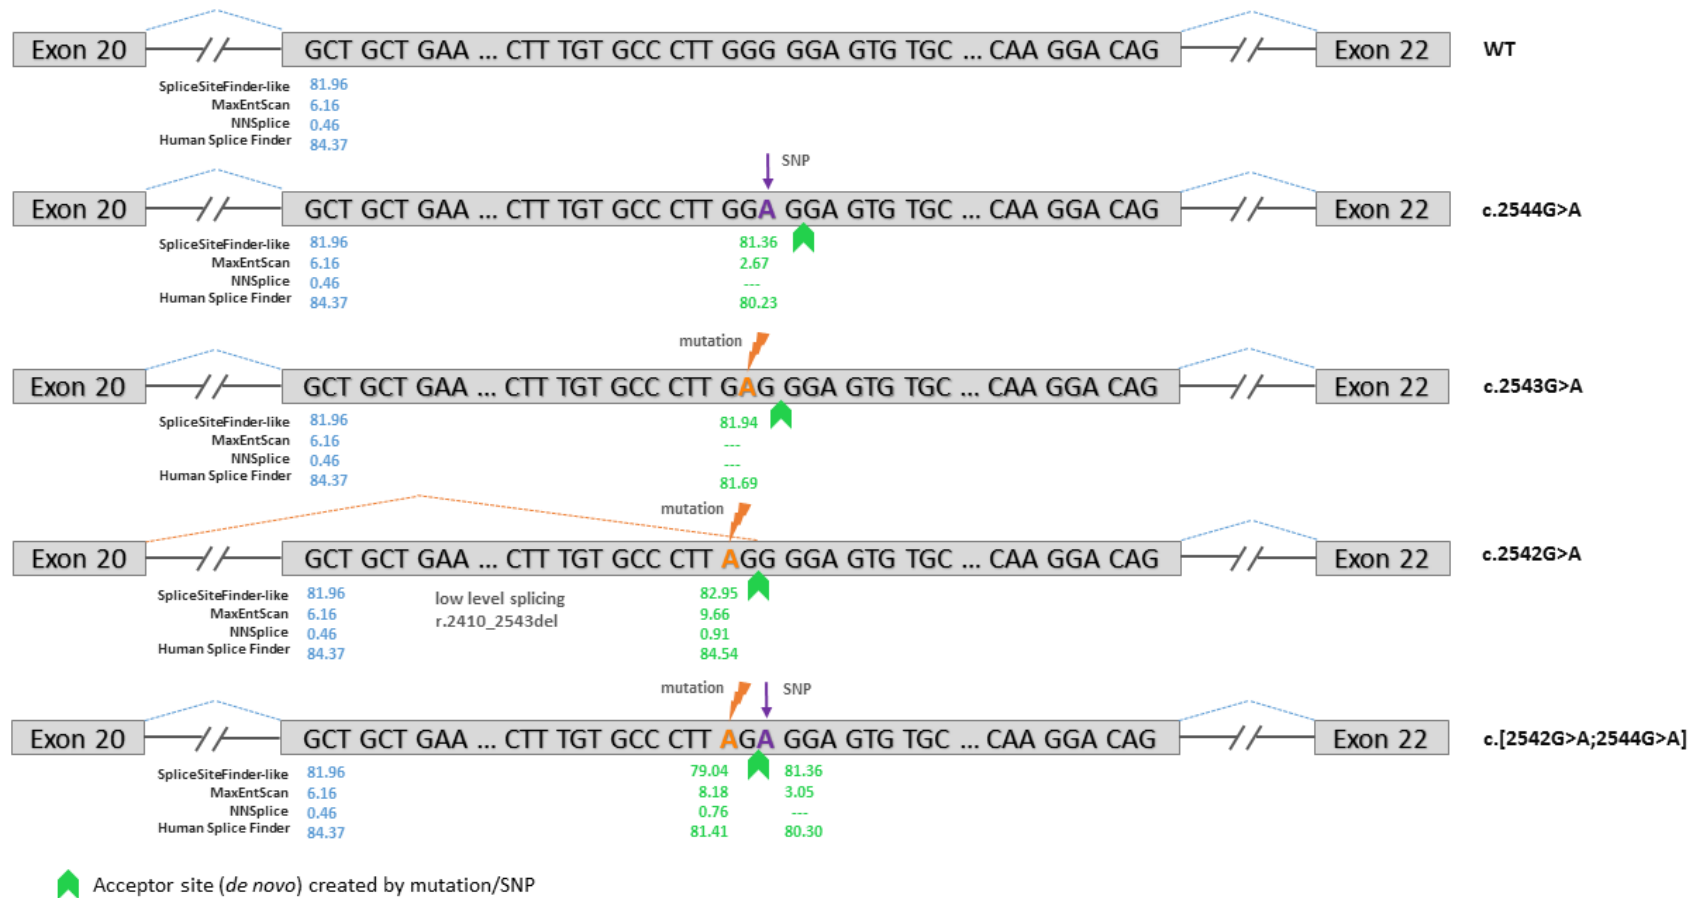 Exon 20 GCT GCT GAA ... CTT TGT GCC CTT GGG GGA GTG TGC ... CAA GGA CAG Exon 22 WT
SpliceSiteFinder-like 81.96
MaxEntScan 6.16
NNSplice 0.46
Human Splice Finder 84.37
SNP
Exon 20 GCT GCT GAA ... CTT TGT GCC CTT GGA GGA GTG TGC ... CAA GGA CAG Exon 22 c.2544G>A
SpliceSiteFinder-like 81.96 81.36
MaxEntScan 6.16 2.67
NNSplice 0.46 ---
Human Splice Finder 84.37 80.23
mutation
Exon 20 GCT GCT GAA ... CTT TGT GCC CTT GAG GGA GTG TGC ... CAA GGA CAG Exon 22 c.2543G>A
SpliceSiteFinder-like 81.96 81.94
MaxEntScan 6.16 ---
NNSplice 0.46 ---
Human Splice Finder 84.37 81.69
mutation
Exon 20 GCT GCT GAA ... CTT TGT GCC CTT AGG GGA GTG TGC ... CAA GGA CAG Exon 22 c.2542G>A
SpliceSiteFinder-like 81.96 low level splicing 82.95
MaxEntScan 6.16 r.2410_2543del 9.66
NNSplice 0.46 0.91
Human Splice Finder 84.37 84.54
mutation SNP
Exon 20 GCT GCT GAA ... CTT TGT GCC CTT AGA GGA GTG TGC ... CAA GGA CAG Exon 22 c.[2542G>A;2544G>A]
SpliceSiteFinder-like 81.96 79.04 81.36
MaxEntScan 6.16 8.18 3.05
NNSplice 0.46 0.76 ---
Human Splice Finder 84.37 81.41 80.30
Acceptor site (de novo) created by mutation/SNP